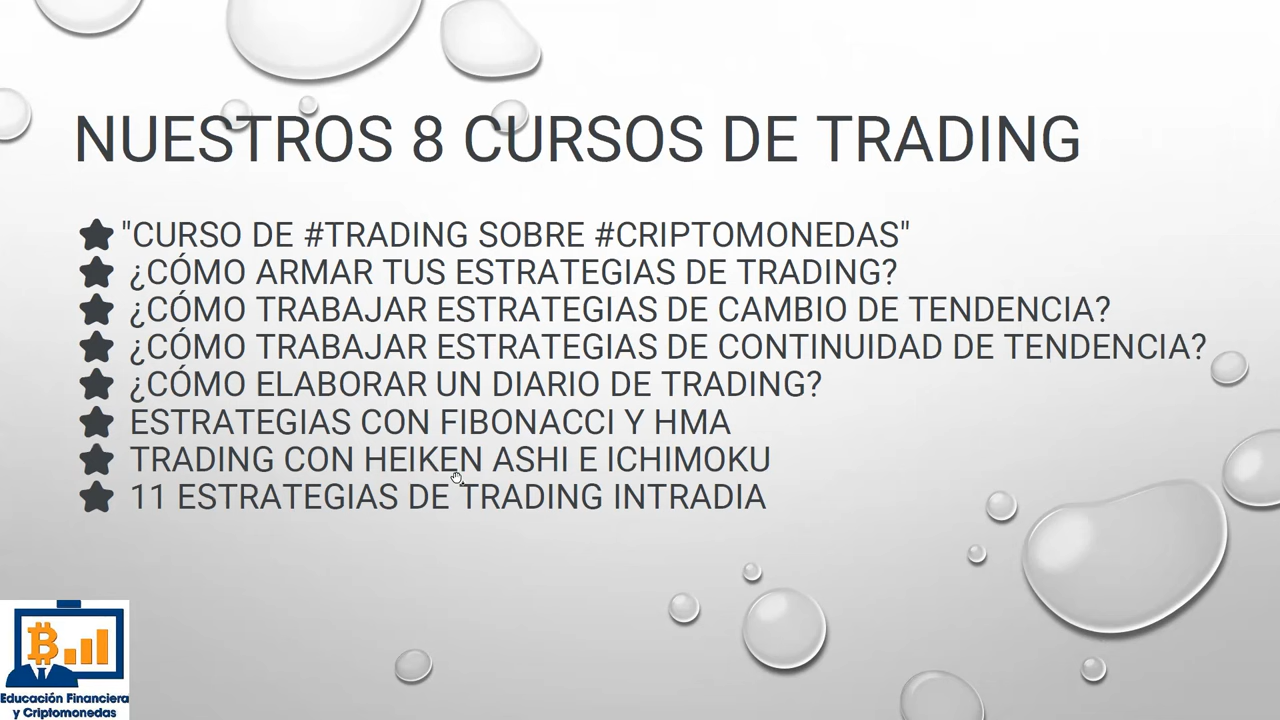 NUESTROS 8 CURSOS DE TRADING
"CURSO DE #TRADING SOBRE #CRIPTOMONEDAS"
¿CÓMO ARMAR TUS ESTRATEGIAS DE TRADING?
¿CÓMO TRABAJAR ESTRATEGIAS DE CAMBIO DE TENDENCIA?
¿CÓMO TRABAJAR ESTRATEGIAS DE CONTINUIDAD DE TENDENCIA?
¿CÓMO ELABORAR UN DIARIO DE TRADING?
ESTRATEGIAS CON FIBONACCI Y HMA
TRADING CON HEIKEN ASHI E ICHIMOKU
11 ESTRATEGIAS DE TRADING INTRADIA
Educación Financiera
y Criptomonedas